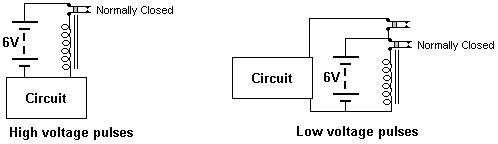 Normally Closed
6V
Circuit
High voltage pulses
Normally Closed
Circuit
6V
Low voltage pulses